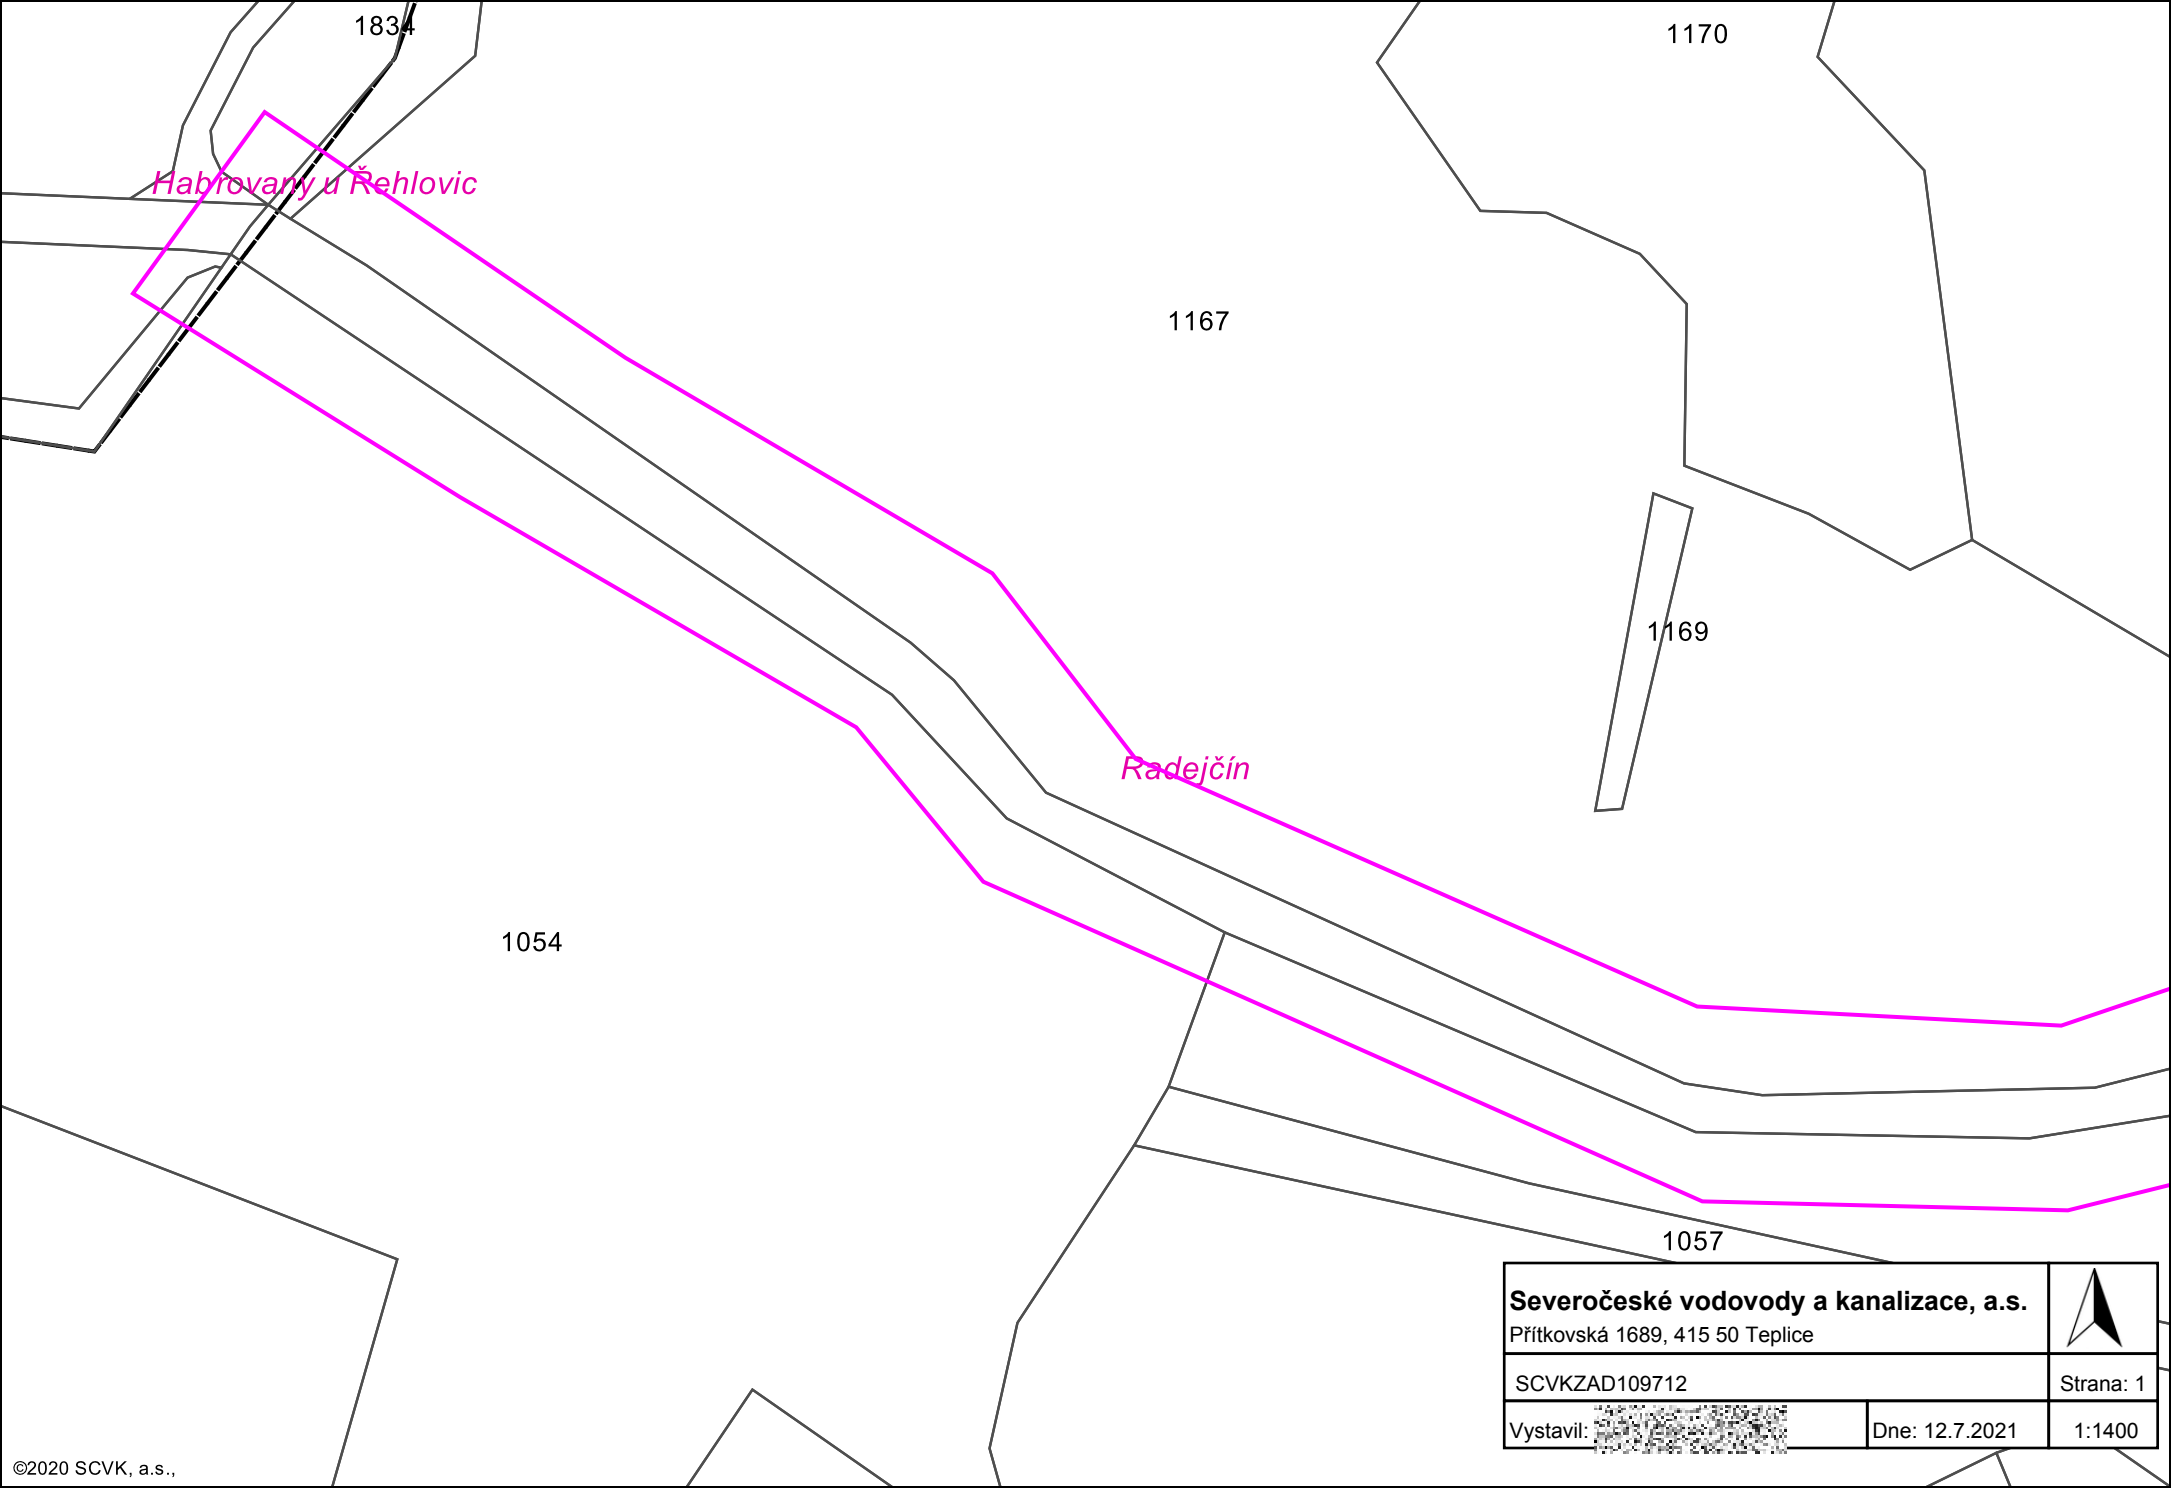 1834
1170
Habrovany u Řehlovic
1167
1169
Radejčín
1054
1057
Severočeské vodovody a kanalizace, a.s.
Přítkovská 1689, 415 50 Teplice
SCVKZAD109712
Strana: 1
Vystavil:
Dne: 12.7.2021
1:1400
©2020 SCVK, a.s.,